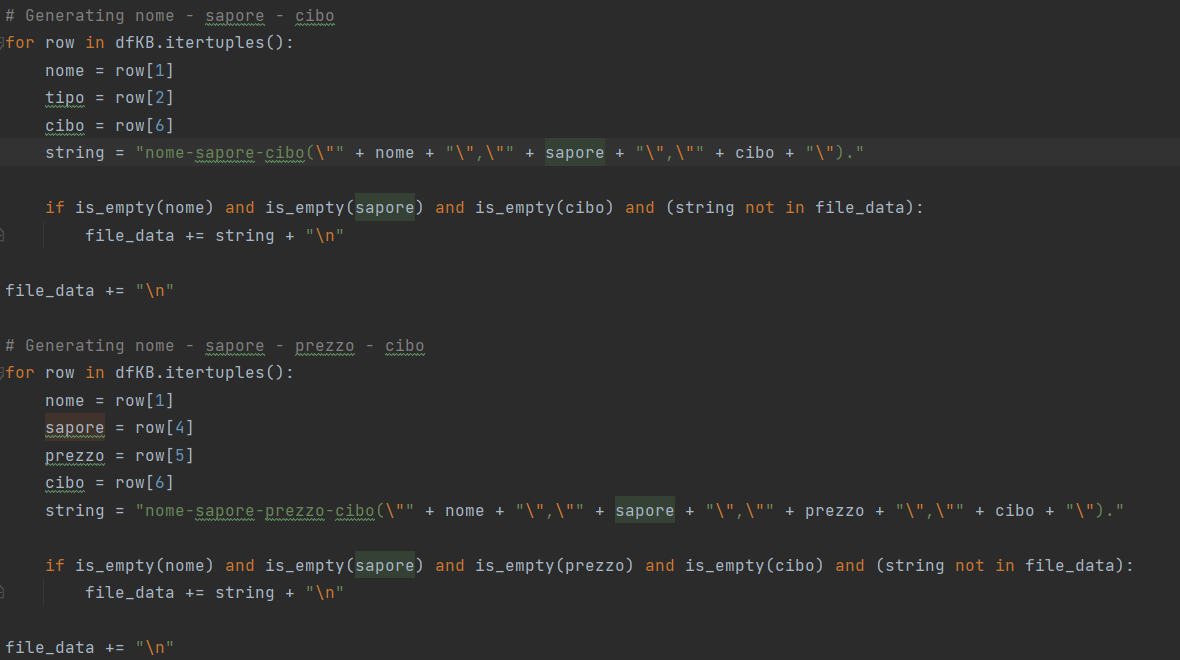 # Generating nome - sapore - cibo
for row in dfKB.itertuples():
    nome = row[1]
    tipo = row[2]
    cibo = row[6]
    string = "nome-sapore-cibo(\"" + nome + "\",\"" + sapore + "\",\"" + cibo + "\")."
    if is_empty(nome) and is_empty(sapore) and is_empty(cibo) and (string not in file_data):
        file_data += string + "\n"
file_data += "\n"
# Generating nome - sapore - prezzo - cibo
for row in dfKB.itertuples():
    nome = row[1]
    sapore = row[4]
    prezzo = row[5]
    cibo = row[6]
    string = "nome-sapore-prezzo-cibo(\"" + nome + "\",\"" + sapore + "\",\"" + prezzo + "\",\"" + cibo + "\")."
    if is_empty(nome) and is_empty(sapore) and is_empty(prezzo) and is_empty(cibo) and (string not in file_data):
        file_data += string + "\n"
file_data += "\n"